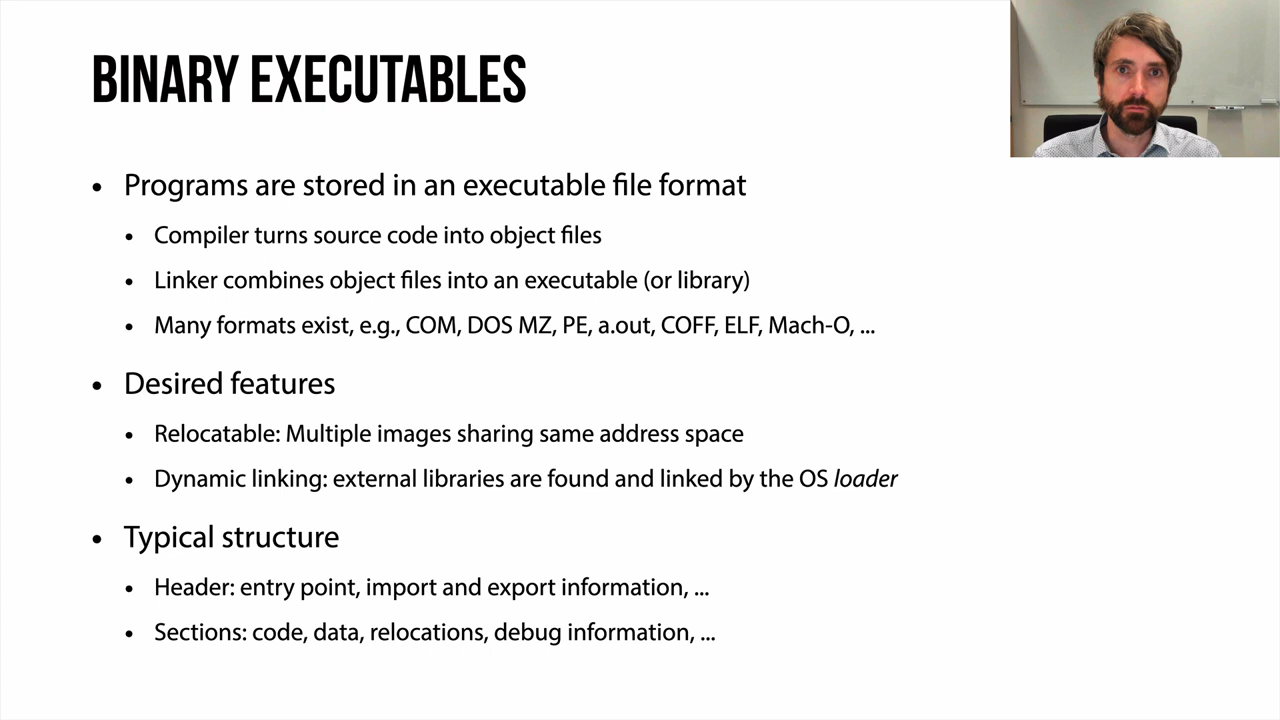 BINARY EXECUTABLES
• Programs are stored in an executable file format
• Compiler turns source code into object files
• Linker combines object files into an executable (or library)
• Many formats exist, e.g., COM, DOS MZ, PE, a.out, COFF, ELF, Mach-O, ...
• Desired features
• Relocatable: Multiple images sharing same address space
• Dynamic linking: external libraries are found and linked by the OS loader
• Typical structure
• Header: entry point, import and export information, ...
• Sections: code, data, relocations, debug information, ...